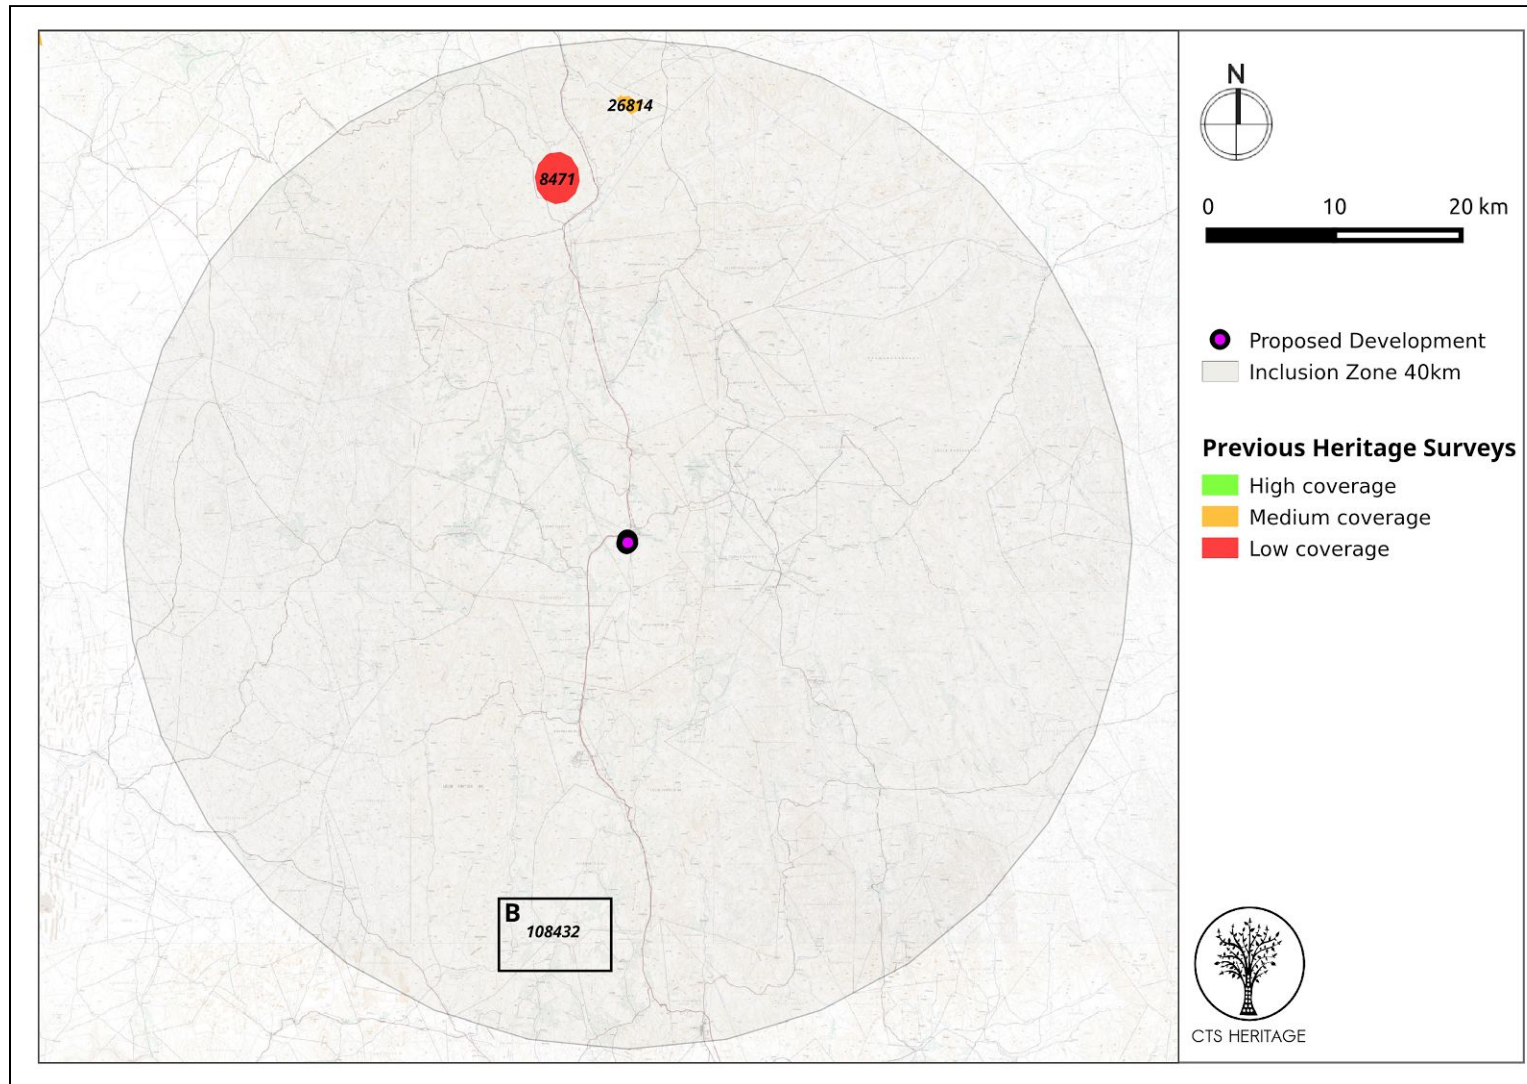 26814
8471
B
108432
N
0 10 20 km
Proposed Development
Inclusion Zone 40km
Previous Heritage Surveys
High coverage
Medium coverage
Low coverage
CTS HERITAGE